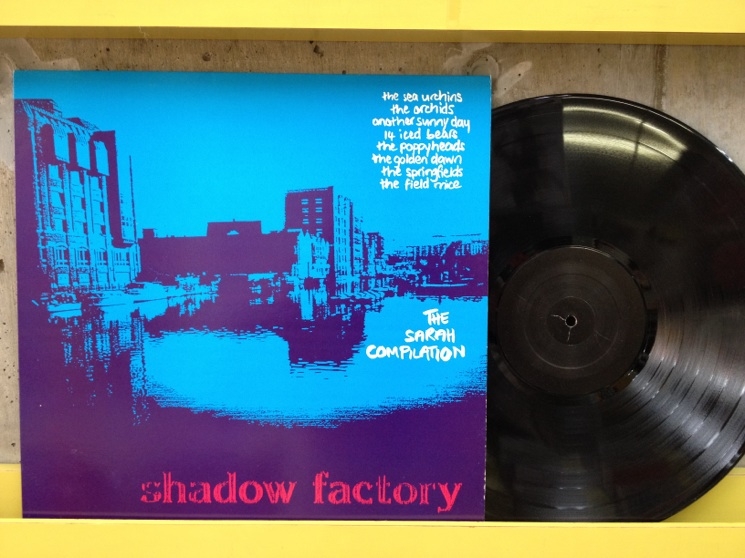 the sea urchins
the orchids
another sunny day
14 iced bears
the poppyheads
the golden dawn
the springfields
the field mice
THE
SARAH
COMPILATION
shadow factory